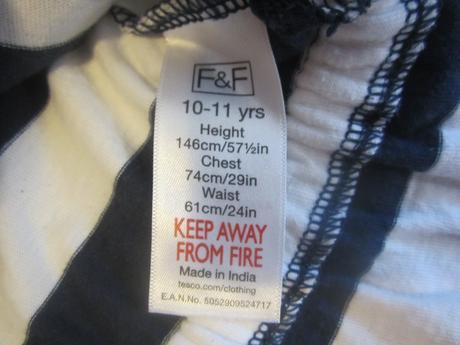 F&F
10-11 yrs
Height
146cm/57½in
Chest
74cm/29in
Waist
61cm/24in
KEEP AWAY
FROM FIRE
Made in India
tesco.com/clothing
E.A.N.No. 5052909524717